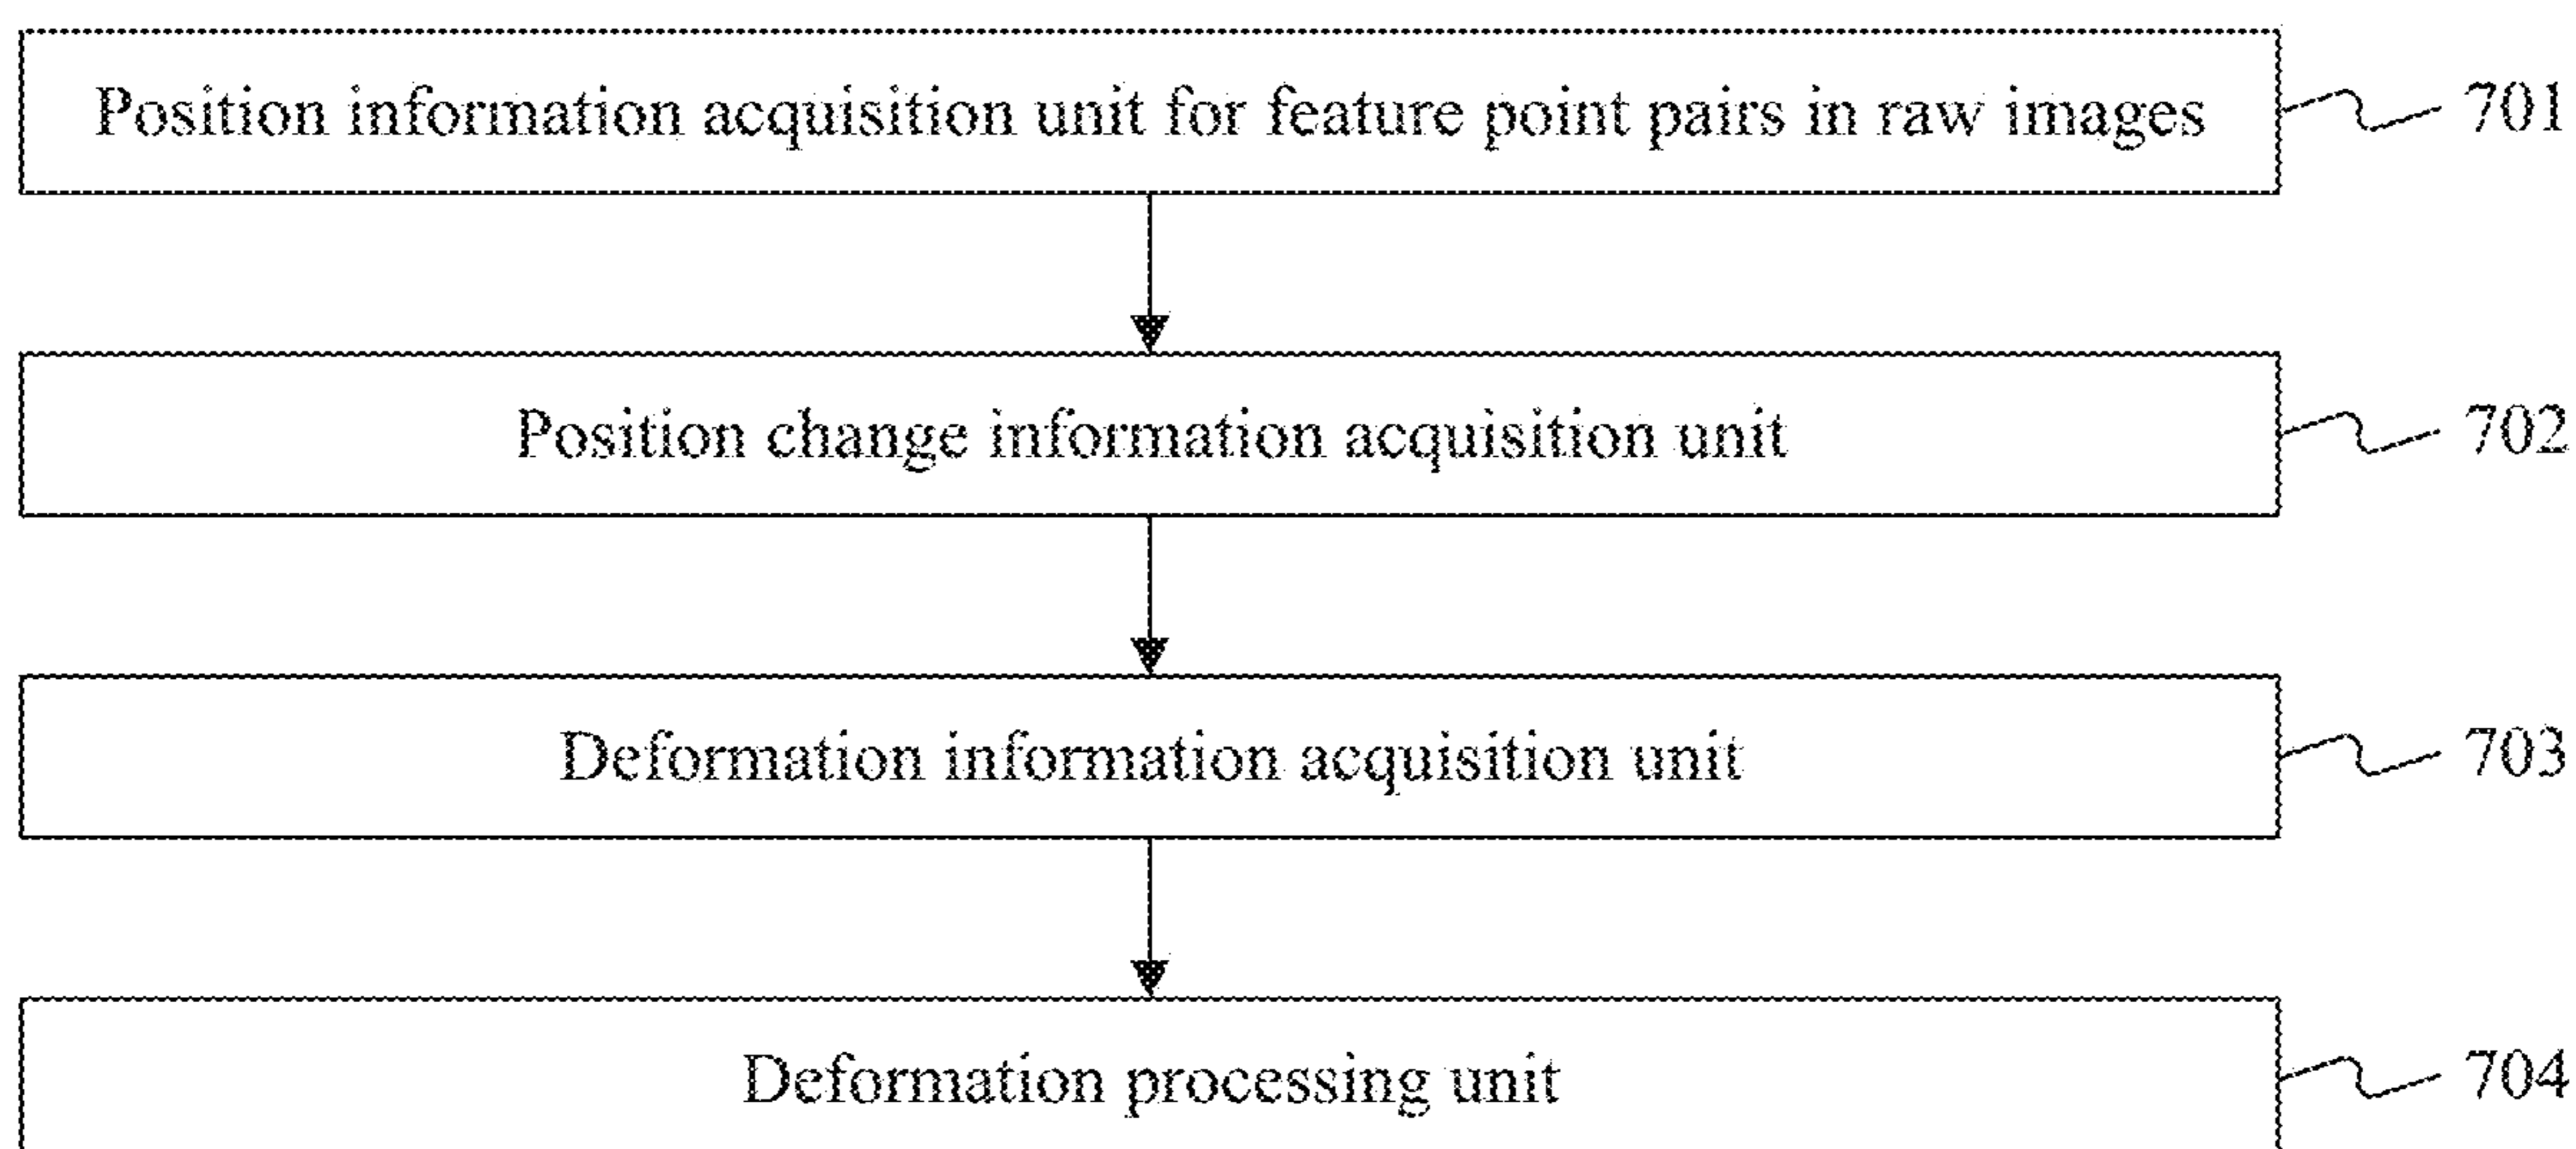 Position information acquisition unit for feature point pairs in raw images 701
Position change information acquisition unit 702
Deformation information acquisition unit 703
Deformation processing unit 704